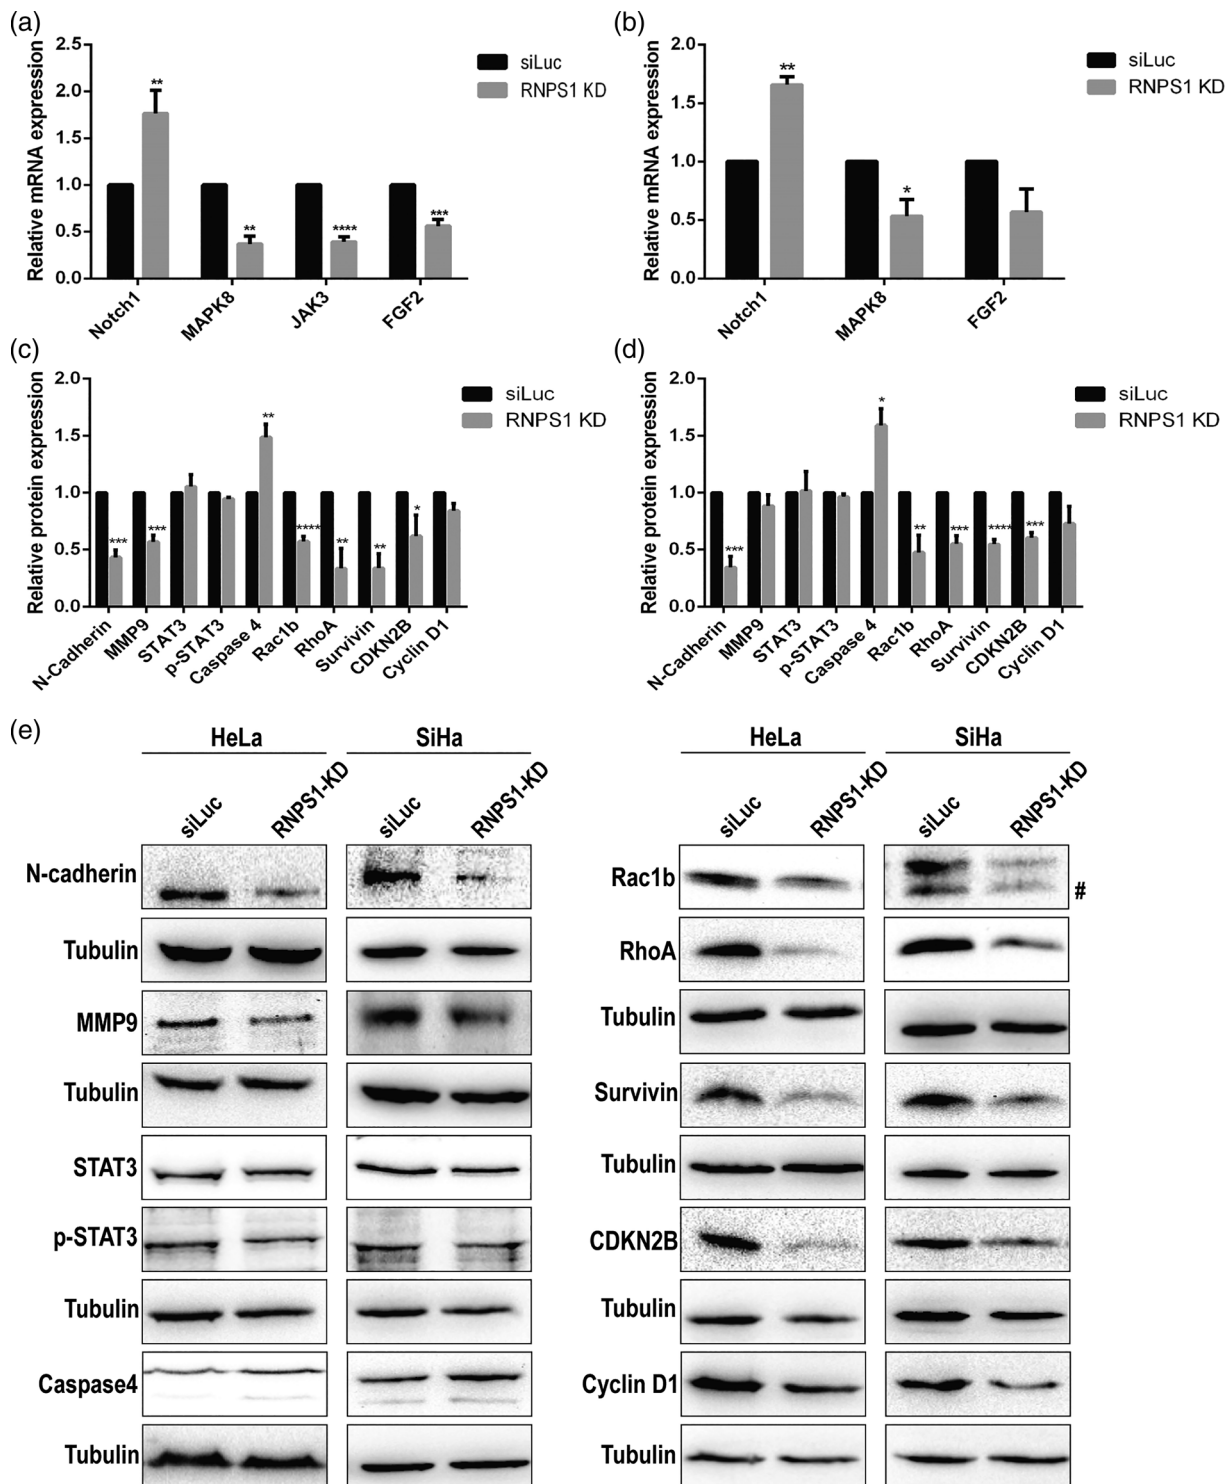 (a)
Relative mRNA expression
2.5
2.0
1.5
1.0
0.5
0.0
**
**
****
***
Notch1
MAPK8
JAK3
FGF2
siLuc
RNPS1 KD
(b)
Relative mRNA expression
2.0
1.5
1.0
0.5
0.0
**
*
Notch1
MAPK8
FGF2
siLuc
RNPS1 KD
(c)
Relative protein expression
2.0
1.5
1.0
0.5
0.0
***
***
**
****
**
**
*
N-Cadherin
MMP9
STAT3
p-STAT3
Caspase 4
Rac1b
RhoA
Survivin
CDKN2B
Cyclin D1
siLuc
RNPS1 KD
(d)
Relative protein expression
2.0
1.5
1.0
0.5
0.0
***
*
**
***
****
***
N-Cadherin
MMP9
STAT3
p-STAT3
Caspase 4
Rac1b
RhoA
Survivin
CDKN2B
Cyclin D1
siLuc
RNPS1 KD
(e)
HeLa
SiHa
siLuc
RNPS1-KD
siLuc
RNPS1-KD
N-cadherin
Tubulin
MMP9
Tubulin
STAT3
p-STAT3
Tubulin
Caspase4
Tubulin
HeLa
SiHa
siLuc
RNPS1-KD
siLuc
RNPS1-KD
Rac1b
#
RhoA
Tubulin
Survivin
Tubulin
CDKN2B
Tubulin
Cyclin D1
Tubulin